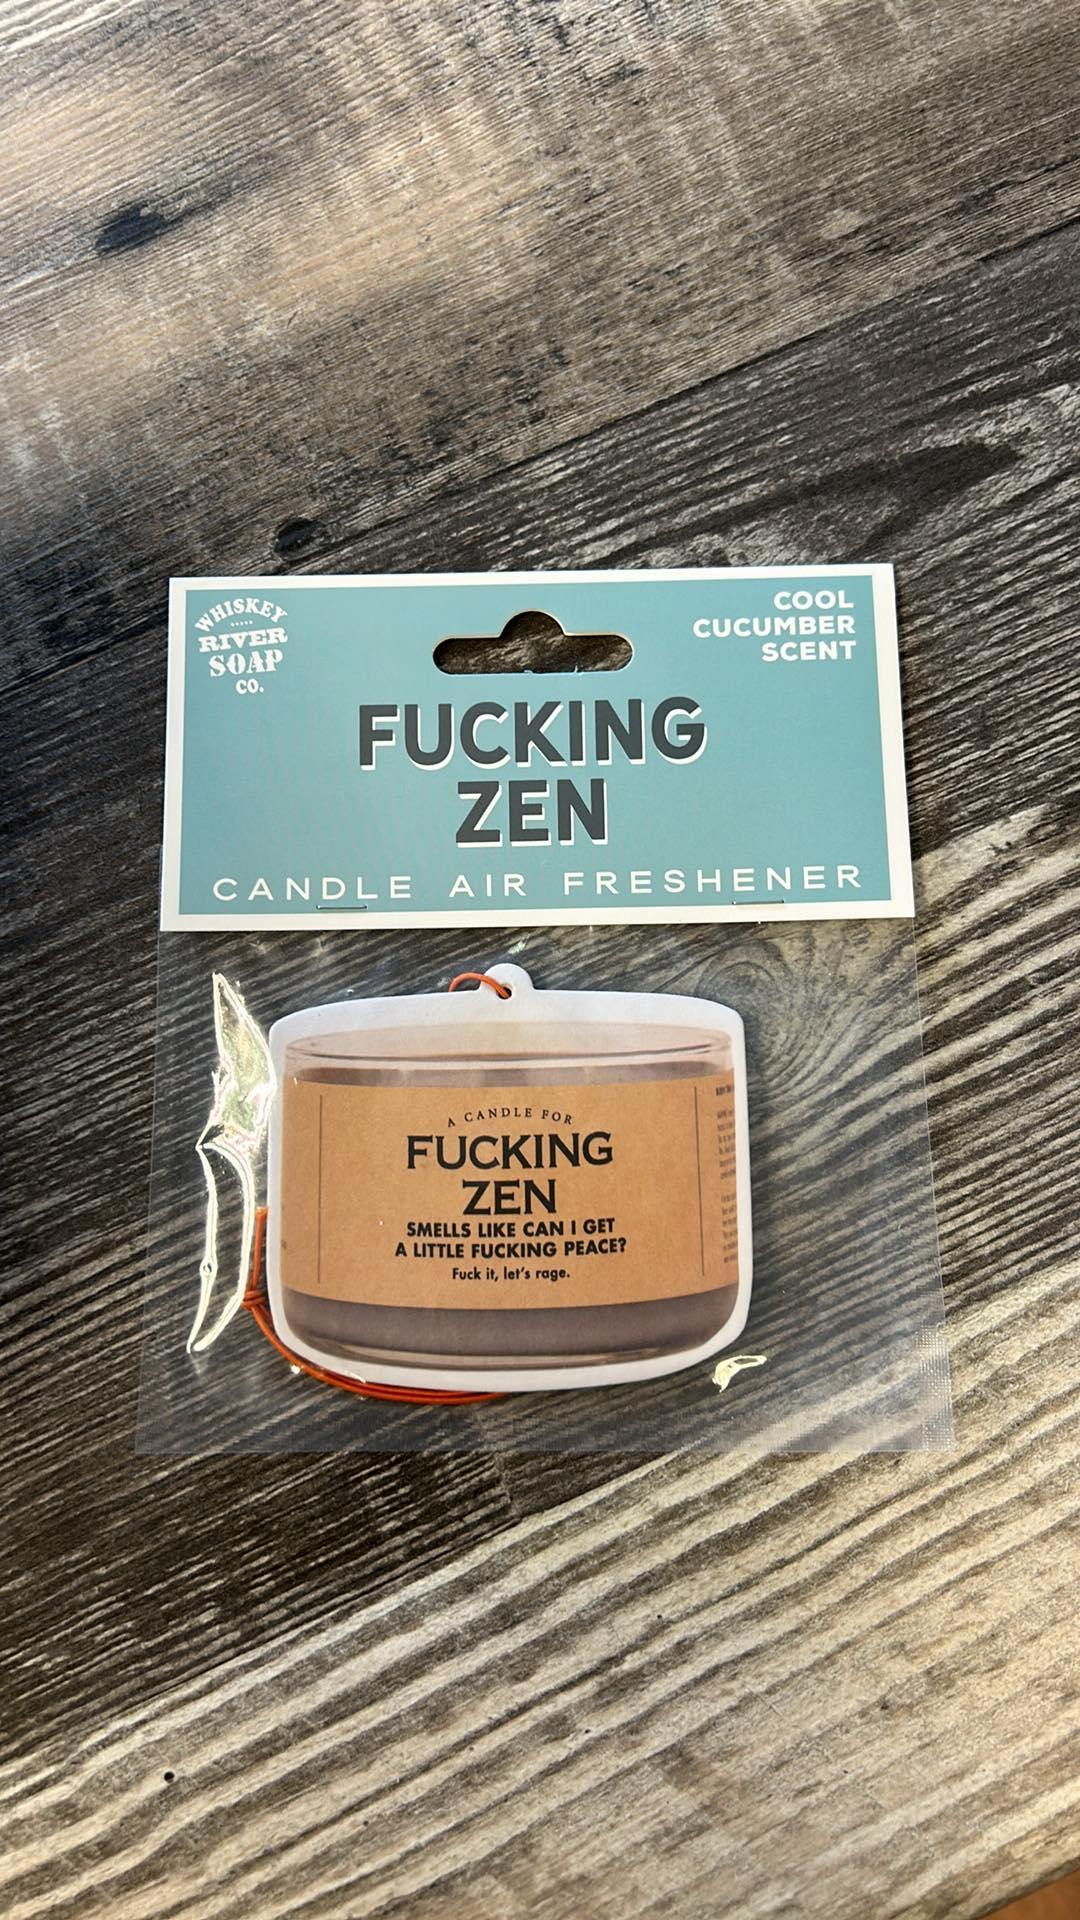 WHISKEY
RIVER
SOAP
CO.
COOL
CUCUMBER
SCENT
FUCKING
ZEN
CANDLE AIR FRESHENER
A CANDLE FOR
FUCKING
ZEN
SMELLS LIKE CAN I GET
A LITTLE FUCKING PEACE?
Fuck it, let's rage.